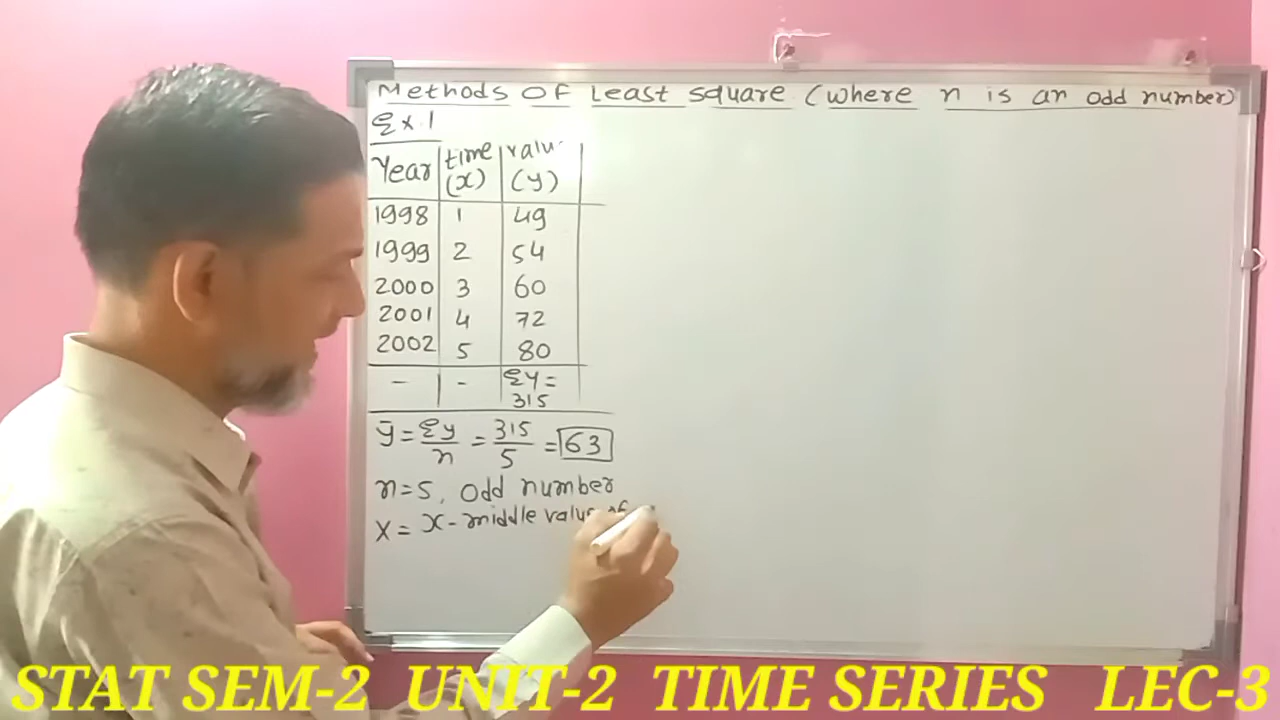 Methods Of Least square (where n is an odd number)
Ex.1
Year time (x) (y)
1998 1 49
1999 2 54
2000 3 60
2001 4 72
2002 5 80
- - Σy = 315
ȳ = Σy/n = 315/5 = 63
n=5, Odd number
X = x - middle value of
STAT SEM-2 UNIT-2 TIME SERIES LEC-3